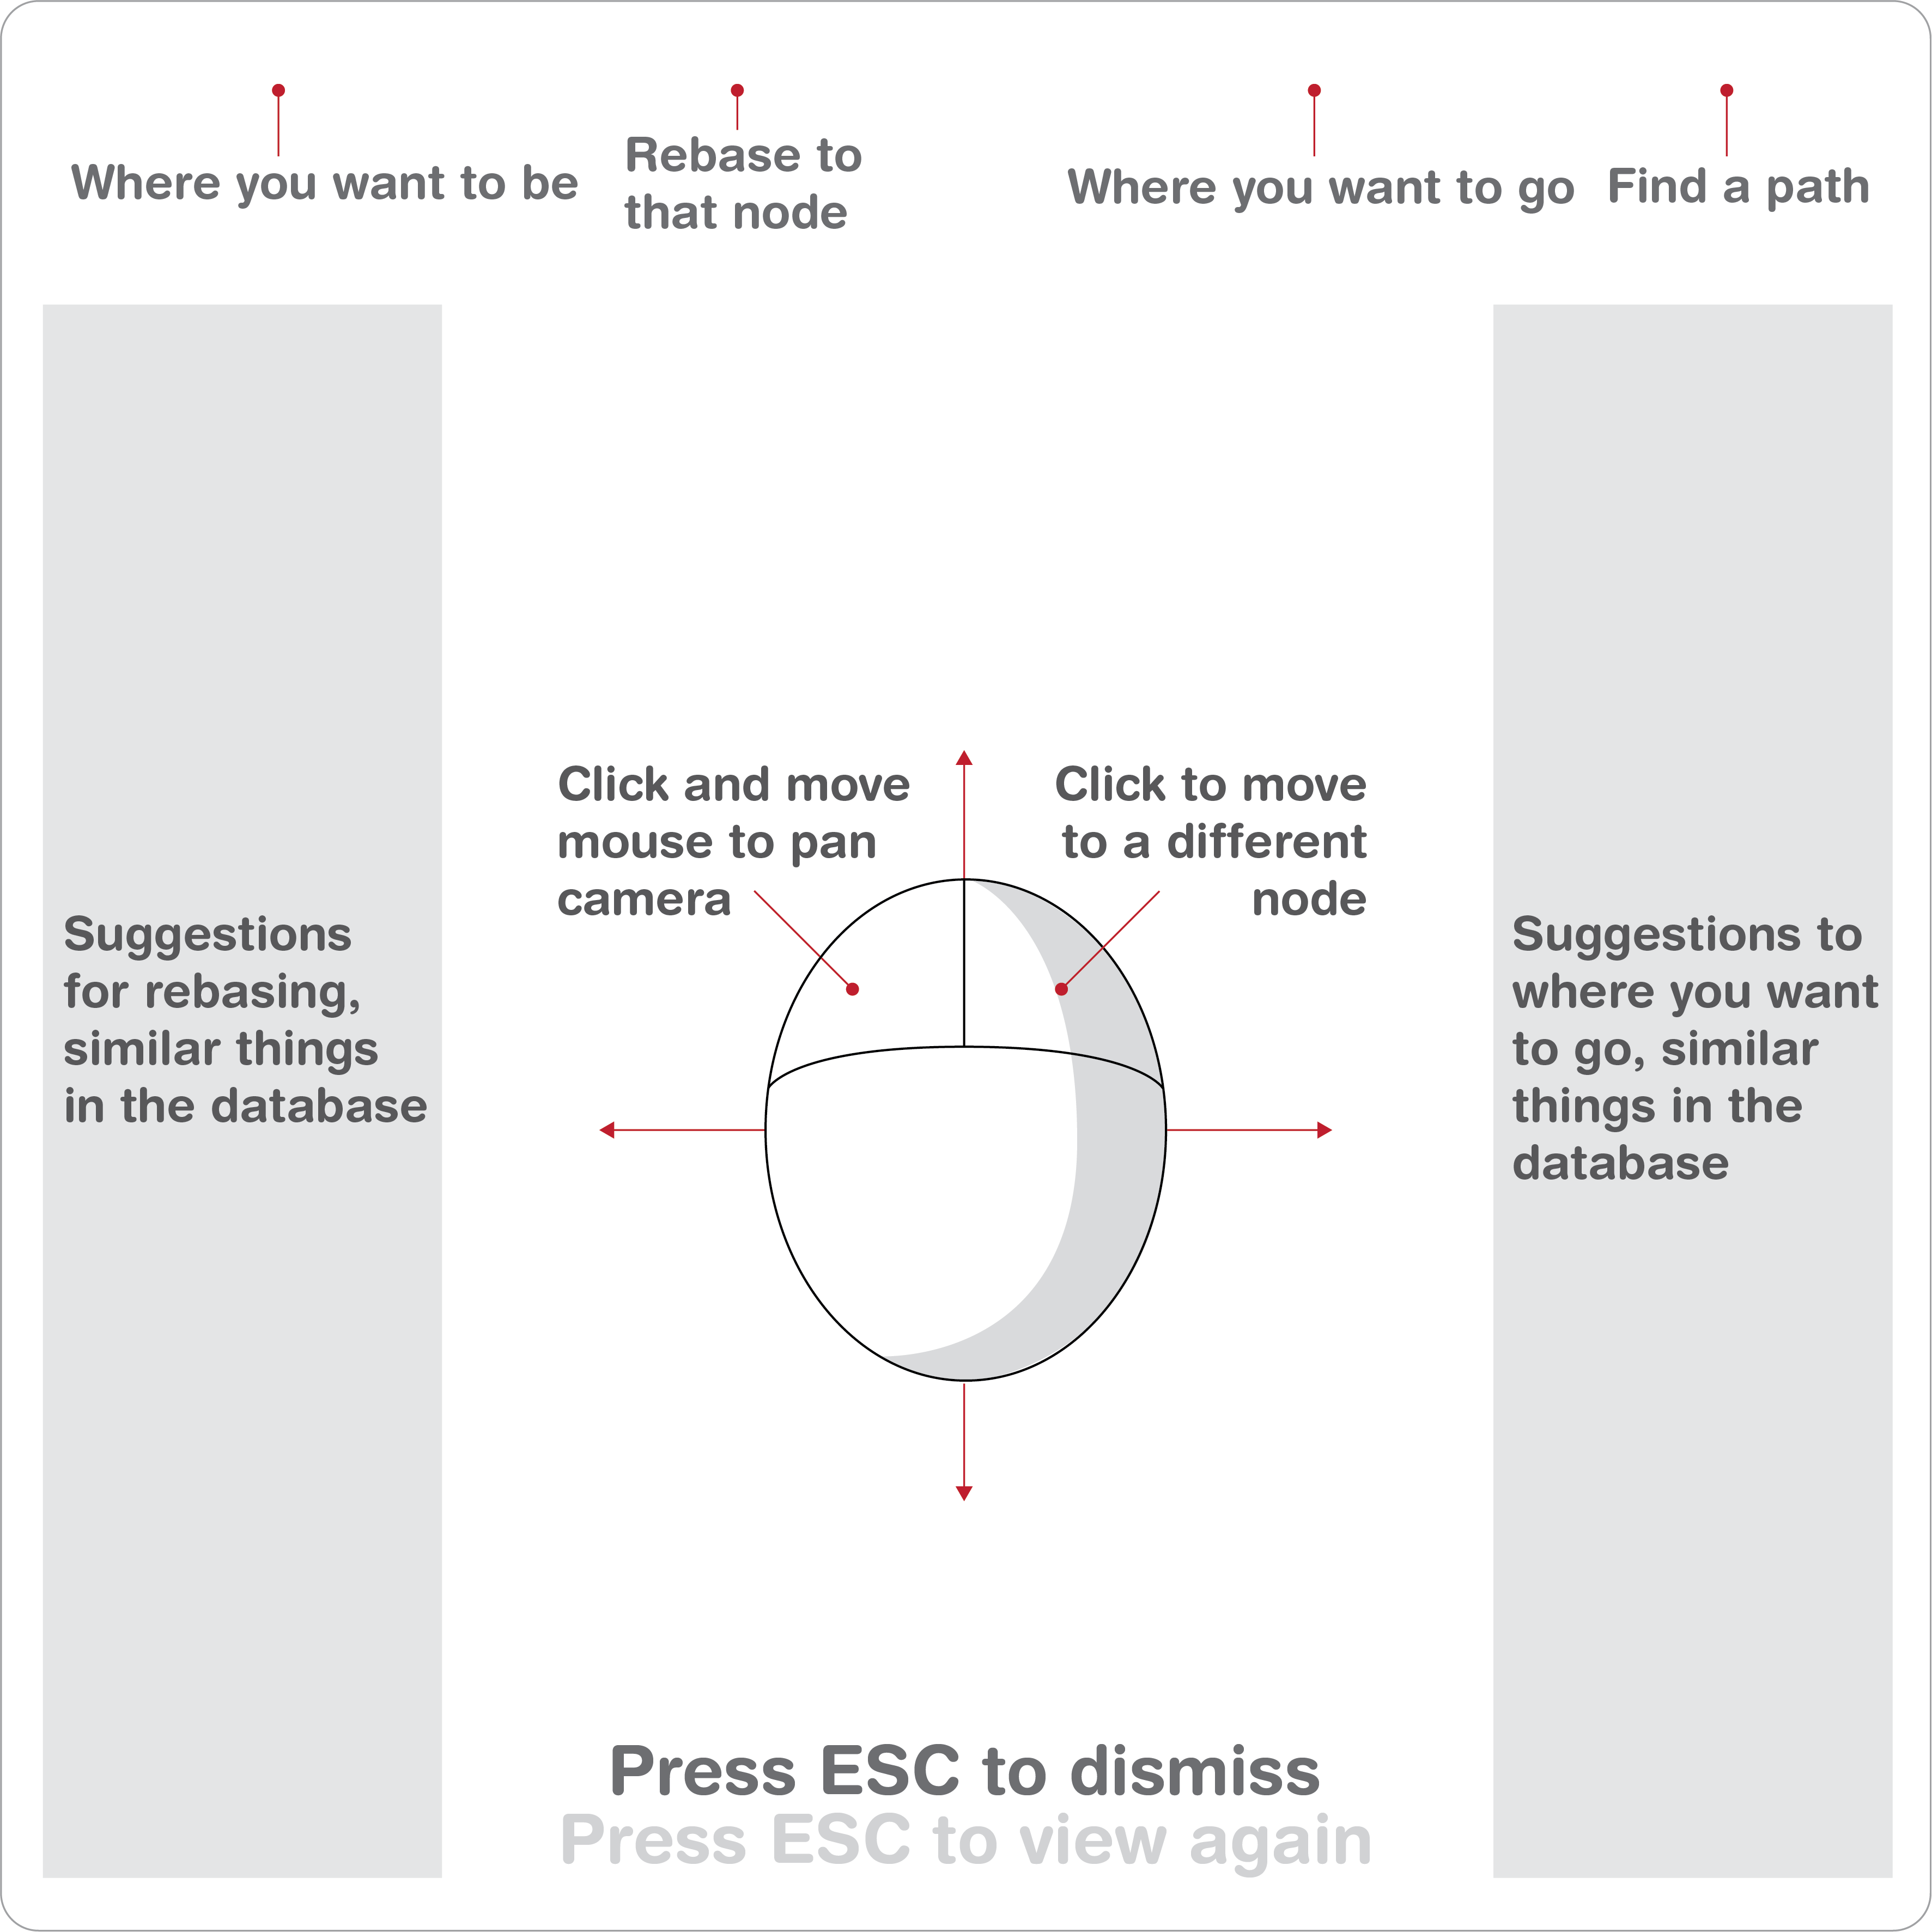 Where you want to be
Rebase to
that node
Where you want to go
Find a path
Click and move
mouse to pan
camera
Click to move
to a different
node
Suggestions
for rebasing,
similar things
in the database
Suggestions to
where you want
to go, similar
things in the
database
Press ESC to dismiss
Press ESC to view again